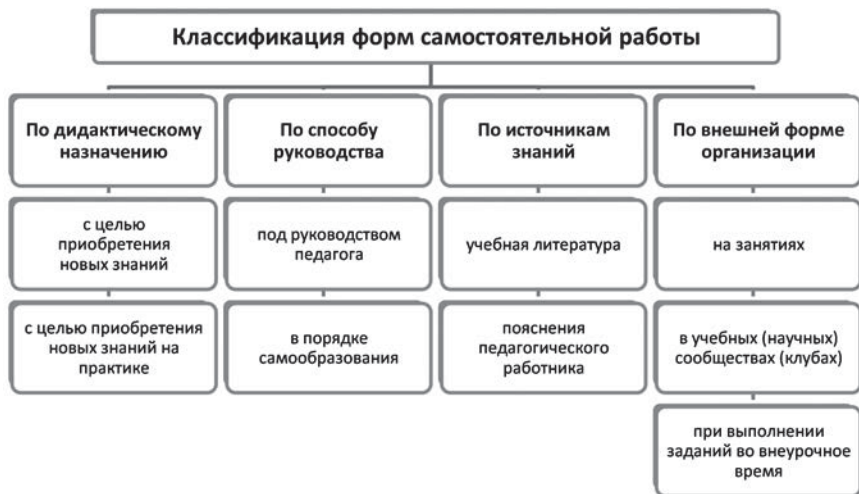 Классификация форм самостоятельной работы
По дидактическому
назначению
По способу
руководства
По источникам
знаний
По внешней форме
организации
с целью
приобретения
новых знаний
под руководством
педагога
учебная литература
на занятиях
с целью приобретения
новых знаний на
практике
в порядке
самообразования
пояснения
педагогического
работника
в учебных (научных)
сообществах (клубах)
при выполнении
заданий во внеурочное
время